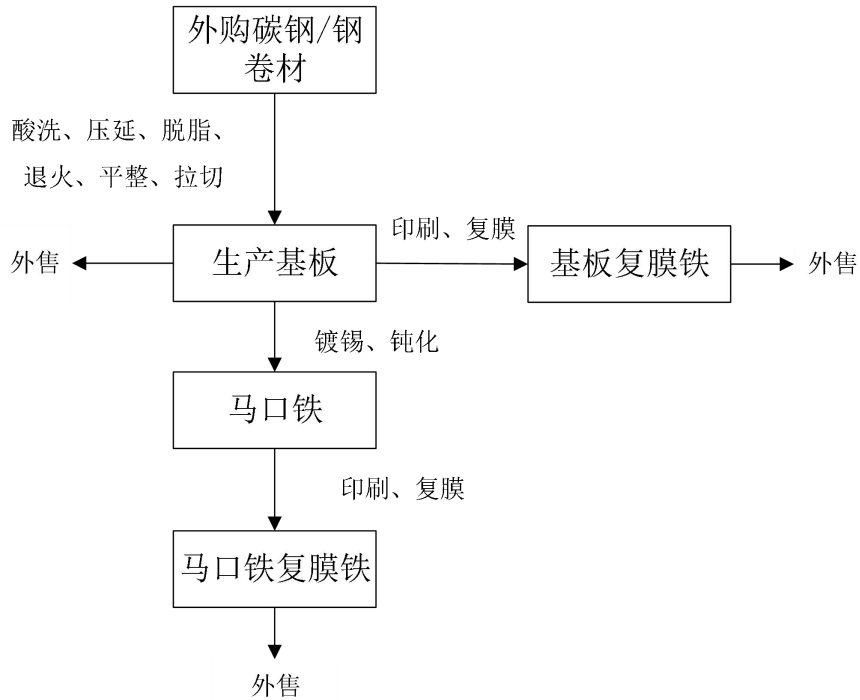 外购碳钢/钢
卷材
酸洗、压延、脱脂、
退火、平整、拉切
外售
生产基板
印刷、复膜
基板复膜铁
外售
镀锡、钝化
马口铁
印刷、复膜
马口铁复膜铁
外售